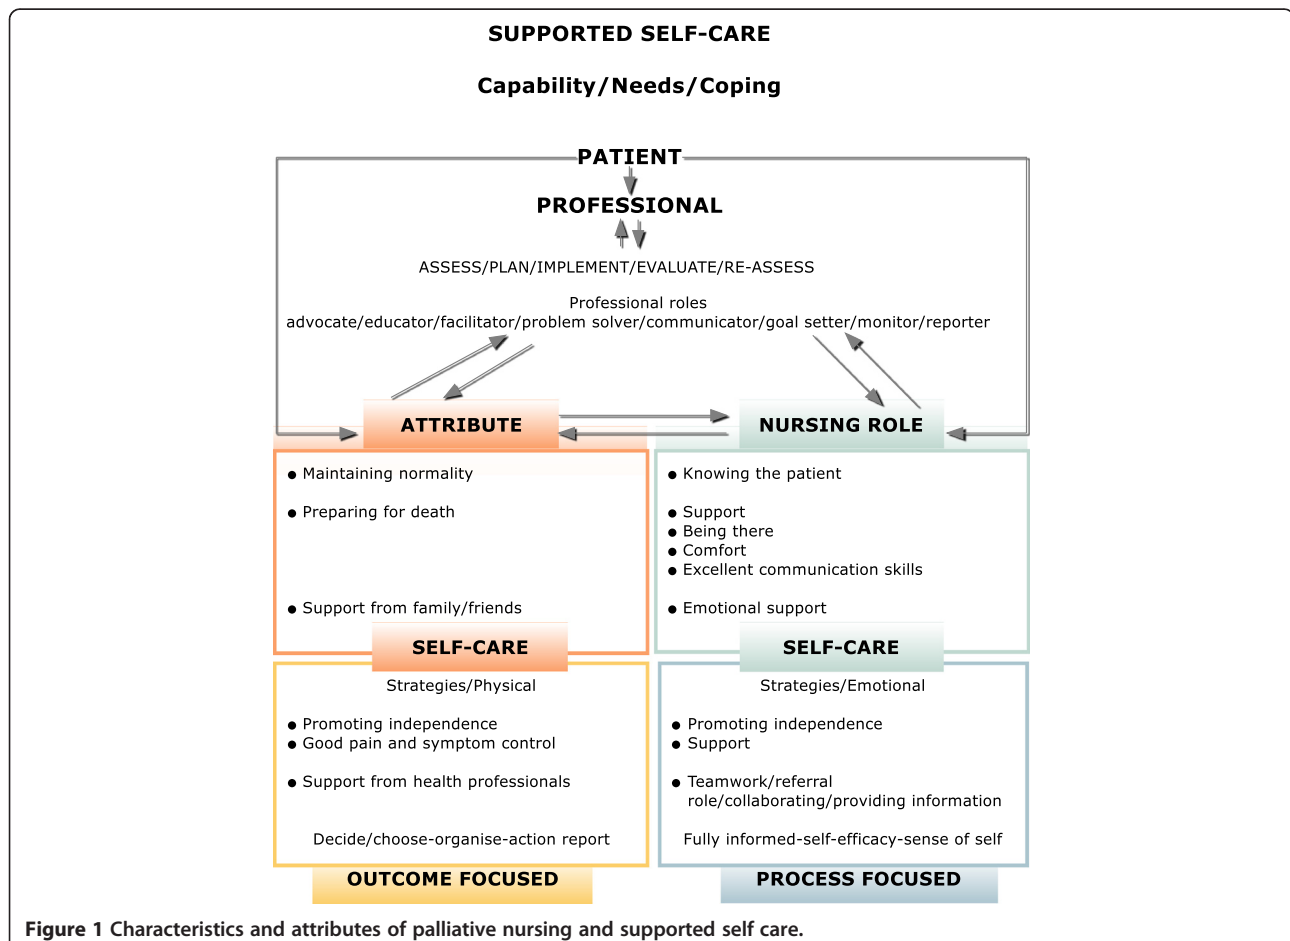 SUPPORTED SELF-CARE
Capability/Needs/Coping
PATIENT
PROFESSIONAL
ASSESS/PLAN/IMPLEMENT/EVALUATE/RE-ASSESS
Professional roles
advocate/educator/facilitator/problem solver/communicator/goal setter/monitor/reporter
ATTRIBUTE
● Maintaining normality
● Preparing for death
● Support from family/friends
NURSING ROLE
● Knowing the patient
● Support
● Being there
● Comfort
● Excellent communication skills
● Emotional support
SELF-CARE
Strategies/Physical
● Promoting independence
● Good pain and symptom control
● Support from health professionals
Decide/choose-organise-action report
OUTCOME FOCUSED
SELF-CARE
Strategies/Emotional
● Promoting independence
● Support
● Teamwork/referral
role/collaborating/providing information
Fully informed-self-efficacy-sense of self
PROCESS FOCUSED
Figure 1 Characteristics and attributes of palliative nursing and supported self care.